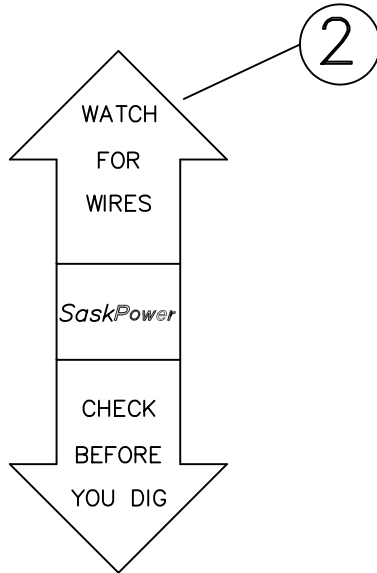 2
WATCH
FOR
WIRES
SaskPower
CHECK
BEFORE
YOU DIG